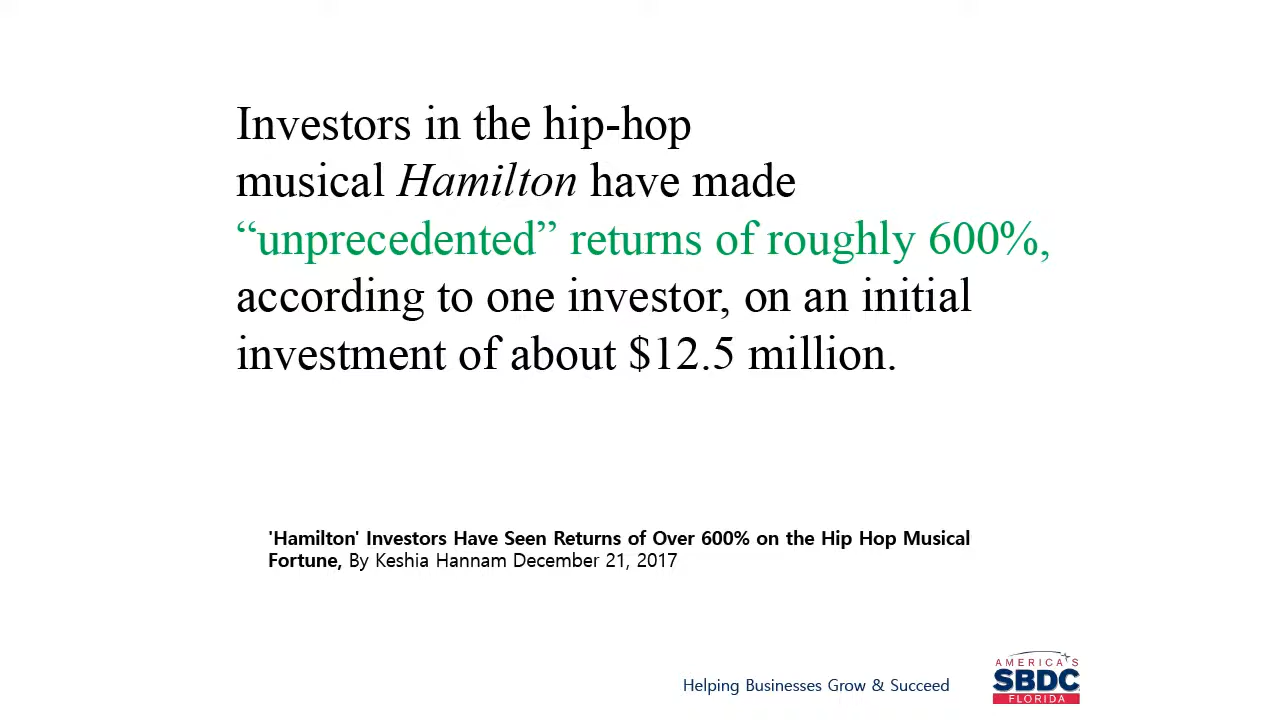 Investors in the hip-hop
musical Hamilton have made
“unprecedented” returns of roughly 600%,
according to one investor, on an initial
investment of about $12.5 million.
'Hamilton' Investors Have Seen Returns of Over 600% on the Hip Hop Musical
Fortune, By Keshia Hannam December 21, 2017
Helping Businesses Grow & Succeed
AMERICA'S
SBDC
FLORIDA